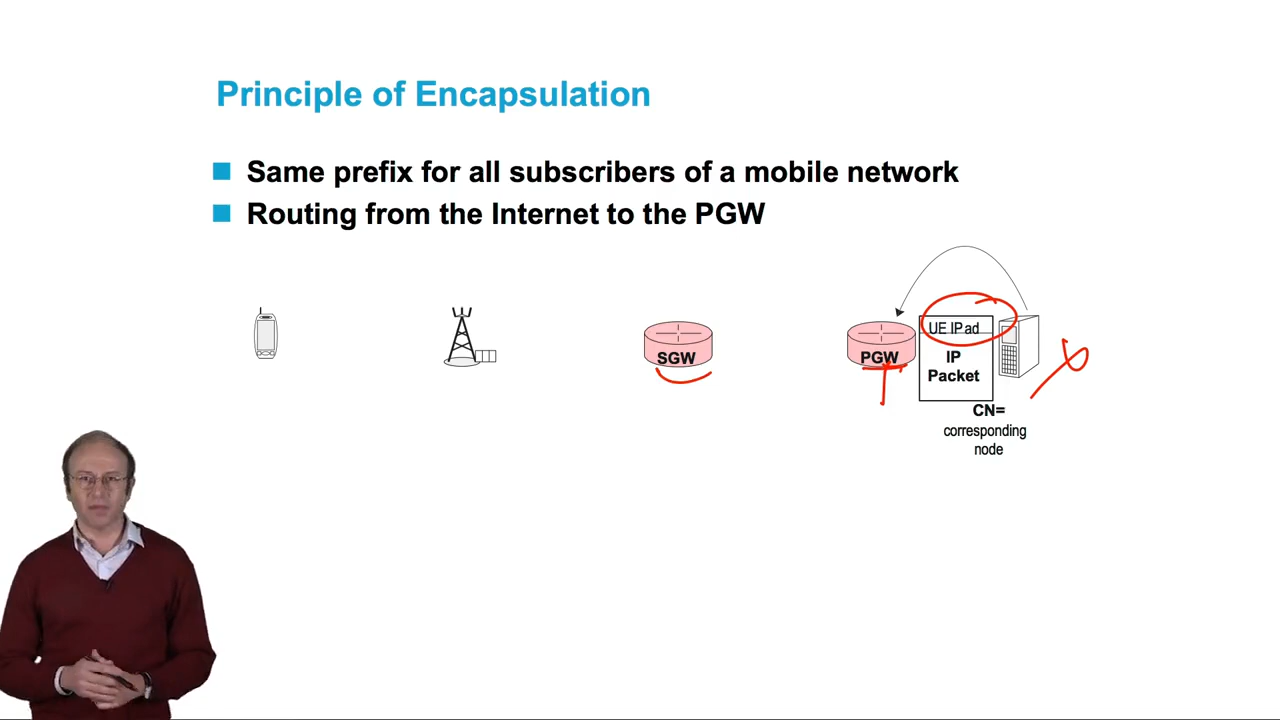 Principle of Encapsulation
Same prefix for all subscribers of a mobile network
Routing from the Internet to the PGW
SGW
PGW
UE IP ad
IP
Packet
CN=
corresponding
node